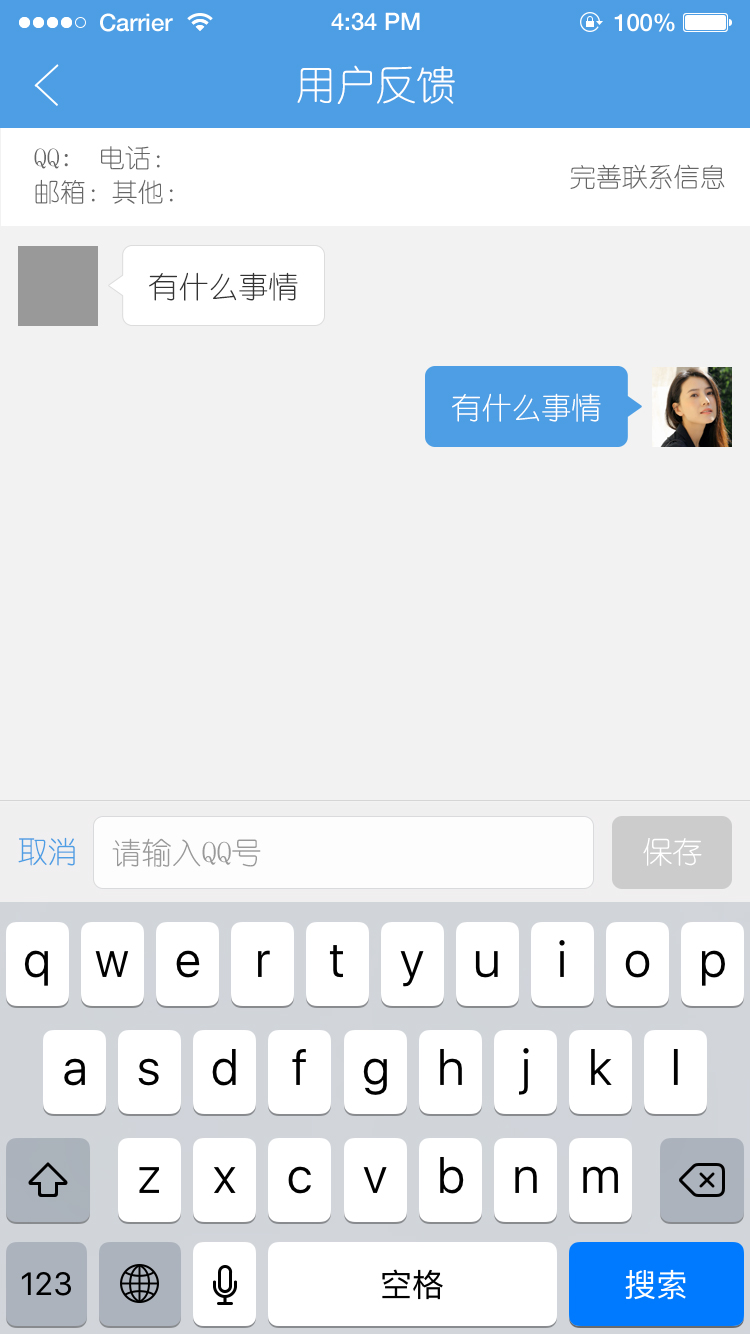 Carrier 4:34 PM 100%
用户反馈
QQ: 电话:
邮箱: 其他:
完善联系信息
有什么事情
有什么事情
取消 请输入QQ号 保存
q w e r t y u i o p
a s d f g h j k l
z x c v b n m
123 空格 搜索